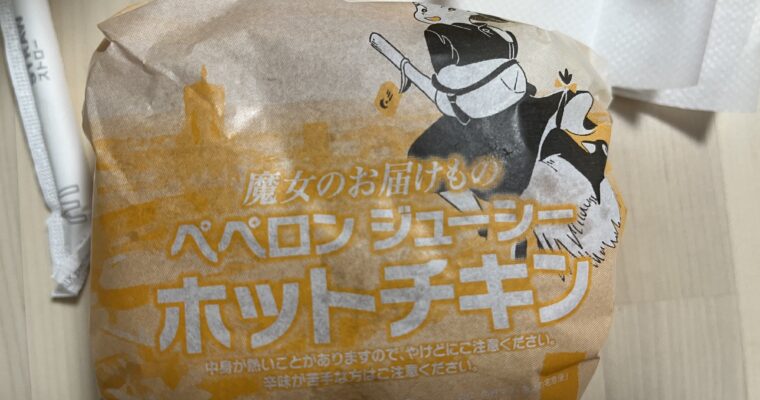 魔女のお届けもの
ペペロン ジューシー
ホットチキン
中身が熱いことがありますので、やけどにご注意ください。
辛味が苦手な方はご注意ください。